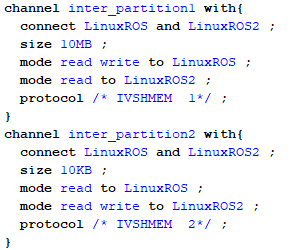 channel inter_partition1 with{
connect LinuxROS and LinuxROS2 ;
size 10MB ;
mode read write to LinuxROS ;
mode read to LinuxROS2 ;
protocol /* IVSHMEM  1*/ ;
}
channel inter_partition2 with{
connect LinuxROS and LinuxROS2 ;
size 10KB ;
mode read to LinuxROS ;
mode read write to LinuxROS2 ;
protocol /* IVSHMEM  2*/ ;
}